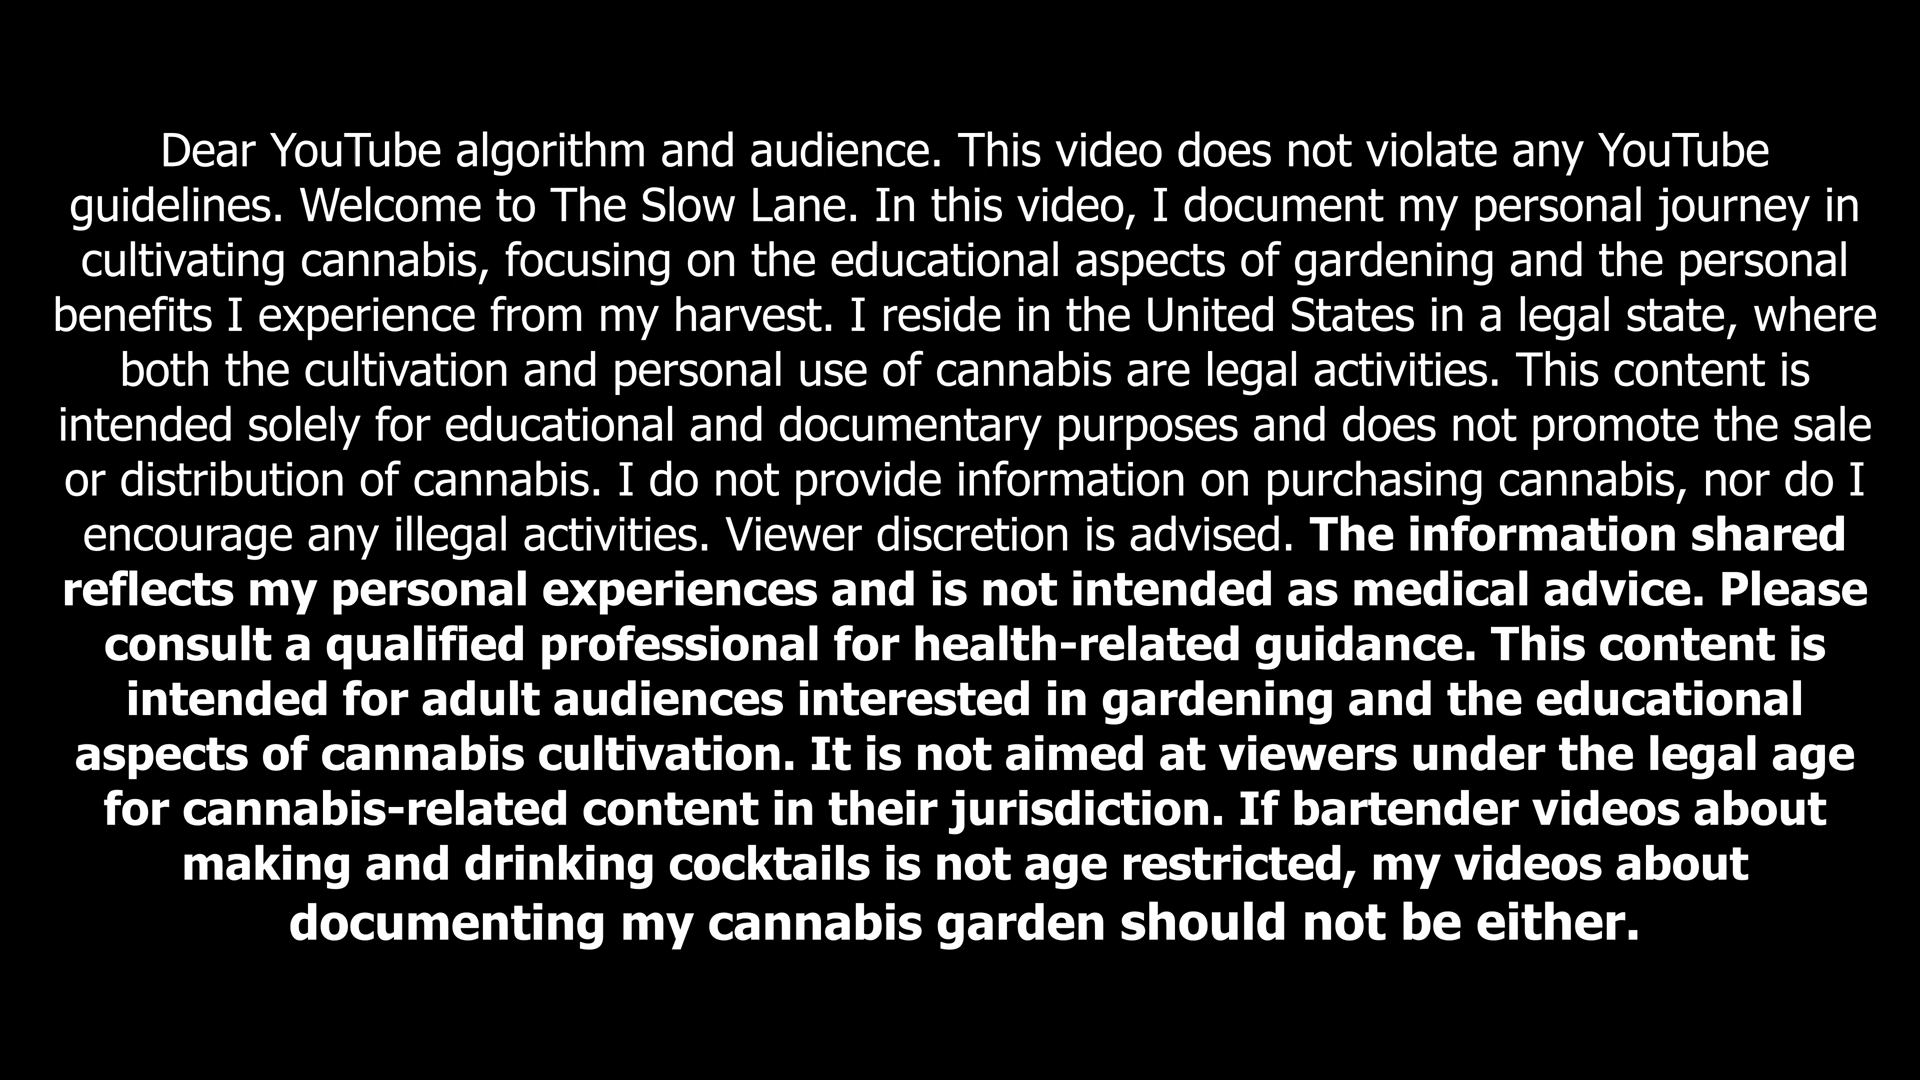 Dear YouTube algorithm and audience. This video does not violate any YouTube
guidelines. Welcome to The Slow Lane. In this video, I document my personal journey in
cultivating cannabis, focusing on the educational aspects of gardening and the personal
benefits I experience from my harvest. I reside in the United States in a legal state, where
both the cultivation and personal use of cannabis are legal activities. This content is
intended solely for educational and documentary purposes and does not promote the sale
or distribution of cannabis. I do not provide information on purchasing cannabis, nor do I
encourage any illegal activities. Viewer discretion is advised. The information shared
reflects my personal experiences and is not intended as medical advice. Please
consult a qualified professional for health-related guidance. This content is
intended for adult audiences interested in gardening and the educational
aspects of cannabis cultivation. It is not aimed at viewers under the legal age
for cannabis-related content in their jurisdiction. If bartender videos about
making and drinking cocktails is not age restricted, my videos about
documenting my cannabis garden should not be either.